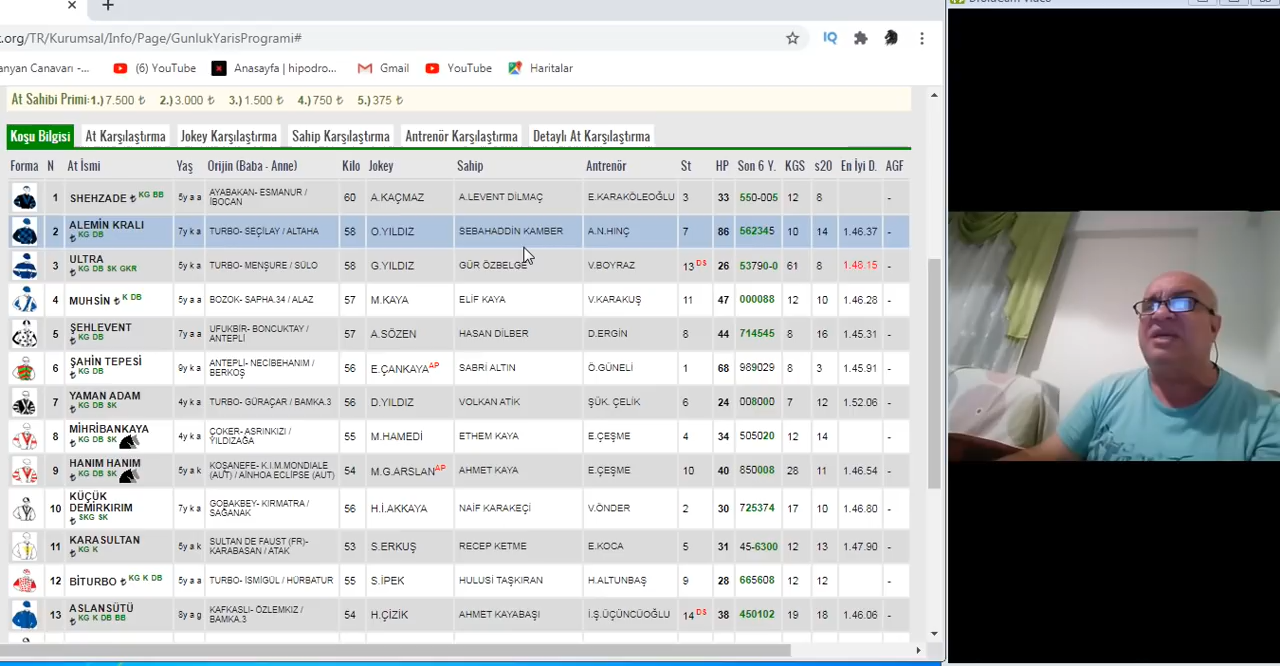 DroidCam Video
×
+
t.org/TR/Kurumsal/Info/Page/GunlukYarisProgrami#
IQ
anyan Canavarı -...
(6) YouTube
Anasayfa | hipodro...
Gmail
YouTube
Haritalar
At Sahibi Primi: 1.) 7.500 ₺ 2.) 3.000 ₺ 3.) 1.500 ₺ 4.) 750 ₺ 5.) 375 ₺
Koşu Bilgisi At Karşılaştırma Jokey Karşılaştırma Sahip Karşılaştırma Antrenör Karşılaştırma Detaylı At Karşılaştırma
Forma N At İsmi Yaş Orijin (Baba - Anne) Kilo Jokey Sahip Antrenör St HP Son 6 Y. KGS s20 En İyi D. AGF
1 SHEHZADE ₺ KG BB 5y a a AYABAKAN- ESMANUR / İBOCAN 60 A.KAÇMAZ A.LEVENT DİLMAÇ E.KARAKÖLEOĞLU 3 33 550-005 12 8 -
2 ALEMİN KRALI ₺ KG DB 7y k a TURBO- SEÇİLAY / ALTAHA 58 O.YILDIZ SEBAHADDİN KAMBER A.N.HINÇ 7 86 562345 10 14 1.46.37 -
3 ULTRA ₺ KG DB SK GKR 5y k a TURBO- MENŞURE / SÜLO 58 G.YILDIZ GÜR ÖZBELGE V.BOYRAZ 13 DS 26 53790-0 61 8 1.48.15 -
4 MUHSİN ₺ K DB 5y a a BOZOK- SAPHA.34 / ALAZ 57 M.KAYA ELİF KAYA V.KARAKUŞ 11 47 000088 12 10 1.46.28 -
5 ŞEHLEVENT ₺ KG DB 7y a a UFUKBİR- BONCUKTAY / ANTEPLİ 57 A.SÖZEN HASAN DİLBER D.ERGİN 8 44 714545 8 16 1.45.31 -
6 ŞAHİN TEPESİ ₺ KG DB 9y k a ANTEPLİ- NECİBEHANIM / BERKOŞ 56 E.ÇANKAYA AP SABRİ ALTIN Ö.GÜNELİ 1 68 989029 8 3 1.45.91 -
7 YAMAN ADAM ₺ KG DB SK 4y k a TURBO- GÜRAÇAR / BAMKA.3 56 D.YILDIZ VOLKAN ATİK ŞÜK. ÇELİK 6 24 008000 7 12 1.52.06 -
8 MİHRİBANKAYA ₺ KG DB SK 4y a k ÇOKER- ASRINKIZI / YILDIZAĞA 55 M.HAMEDİ ETHEM KAYA E.ÇEŞME 4 34 505020 12 14 -
9 HANIM HANIM ₺ KG DB SK 5y a k KOSANEFE- K.I.M.MONDIALE (AUT) / AINHOA ECLIPSE (AUT) 54 M.G.ARSLAN AP AHMET KAYA E.ÇEŞME 10 40 850008 28 11 1.46.54 -
10 KÜÇÜK DEMİRKIRIM ₺ SKG SK 7y k a GOBAKBEY- KIRMATRA / SAĞANAK 56 H.İ.AKKAYA NAİF KARAKEÇİ V.ÖNDER 2 30 725374 17 10 1.46.80 -
11 KARASULTAN ₺ KG K 6y a k SULTAN DE FAUST (FR)- KARABASAN / ATAK 53 S.ERKUŞ RECEP KETME E.KOCA 5 31 45-6300 12 13 1.47.90 -
12 BİTURBO ₺ KG K DB 5y a a TURBO- İSMİGÜL / HÜRBATUR 55 S.İPEK HULUSİ TAŞKIRAN H.ALTUNBAŞ 9 28 665608 12 12 -
13 ASLANSÜTÜ ₺ KG K DB BB 8y a g KAFKASLI- ÖZLEMKIZ / BAMKA.3 54 H.ÇİZİK AHMET KAYABAŞI İ.Ş.ÜÇÜNCÜOĞLU 14 DS 38 450102 19 18 1.46.06 -